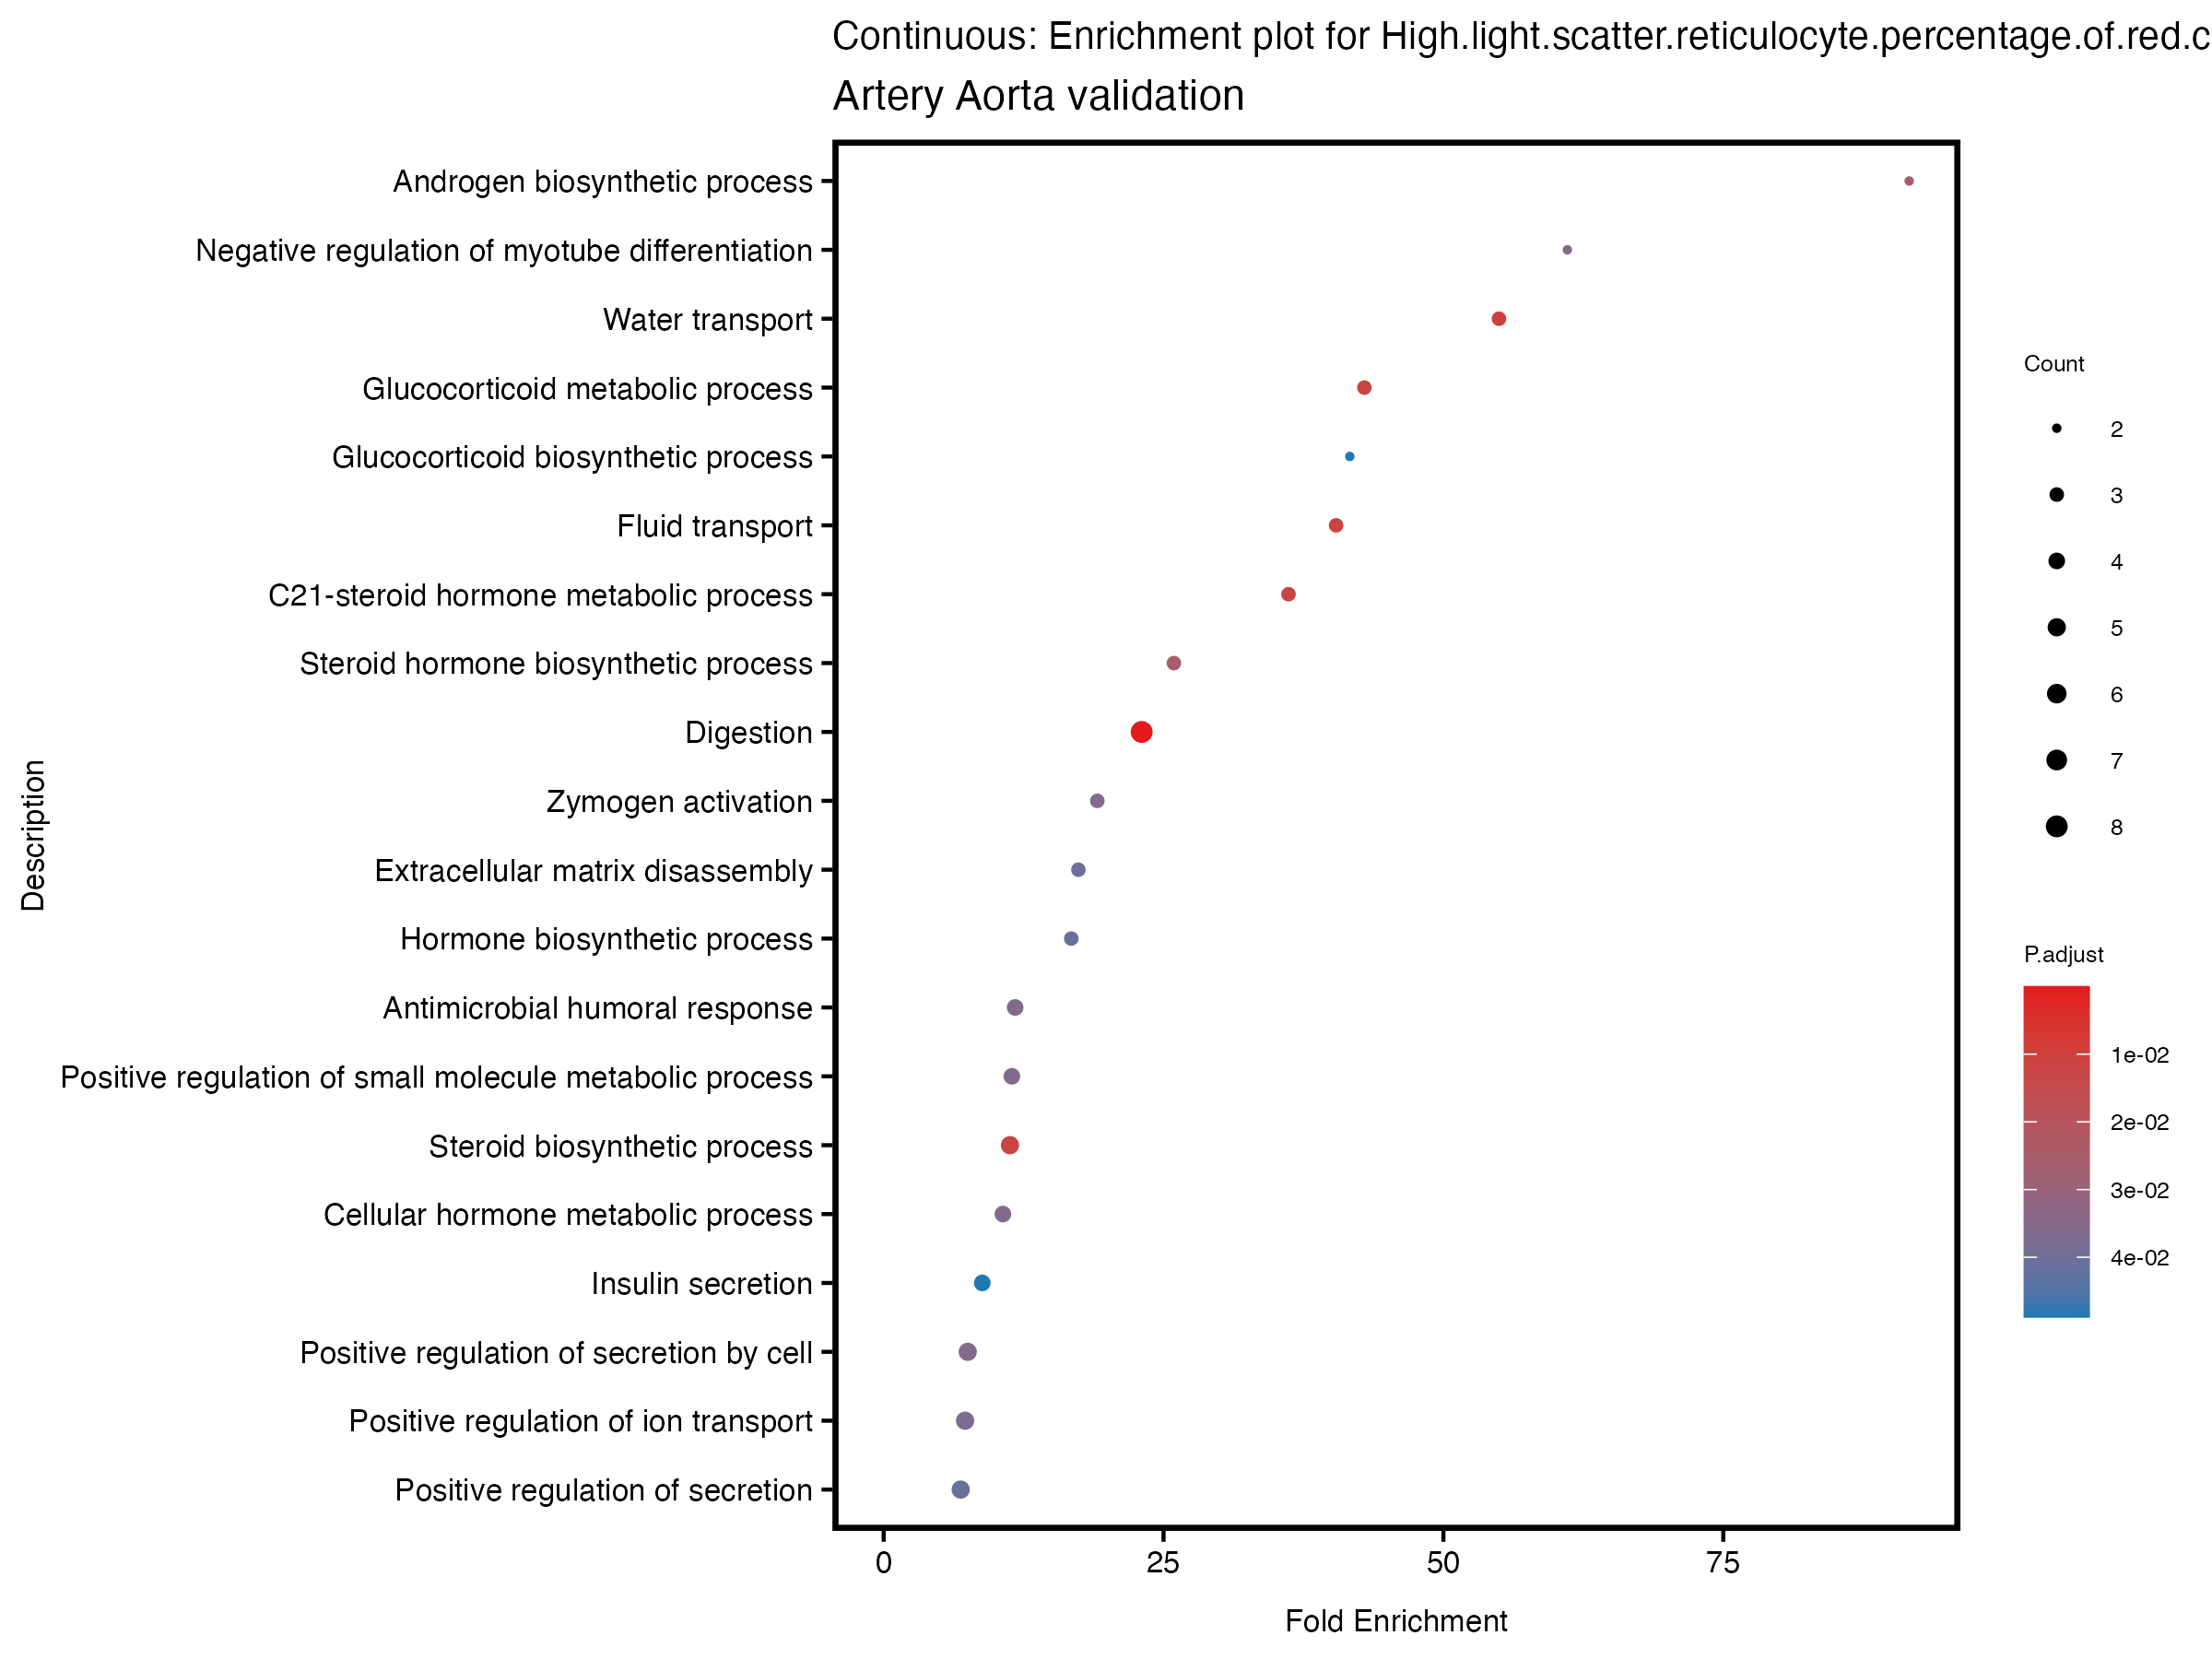 Continuous: Enrichment plot for High.light.scatter.reticulocyte.percentage.of.red.c
Artery Aorta validation
Androgen biosynthetic process
Negative regulation of myotube differentiation
Water transport
Glucocorticoid metabolic process
Glucocorticoid biosynthetic process
Fluid transport
C21-steroid hormone metabolic process
Steroid hormone biosynthetic process
Digestion
Zymogen activation
Extracellular matrix disassembly
Hormone biosynthetic process
Antimicrobial humoral response
Positive regulation of small molecule metabolic process
Steroid biosynthetic process
Cellular hormone metabolic process
Insulin secretion
Positive regulation of secretion by cell
Positive regulation of ion transport
Positive regulation of secretion
Description
0
25
50
75
Fold Enrichment
Count
2
3
4
5
6
7
8
P.adjust
1e-02
2e-02
3e-02
4e-02